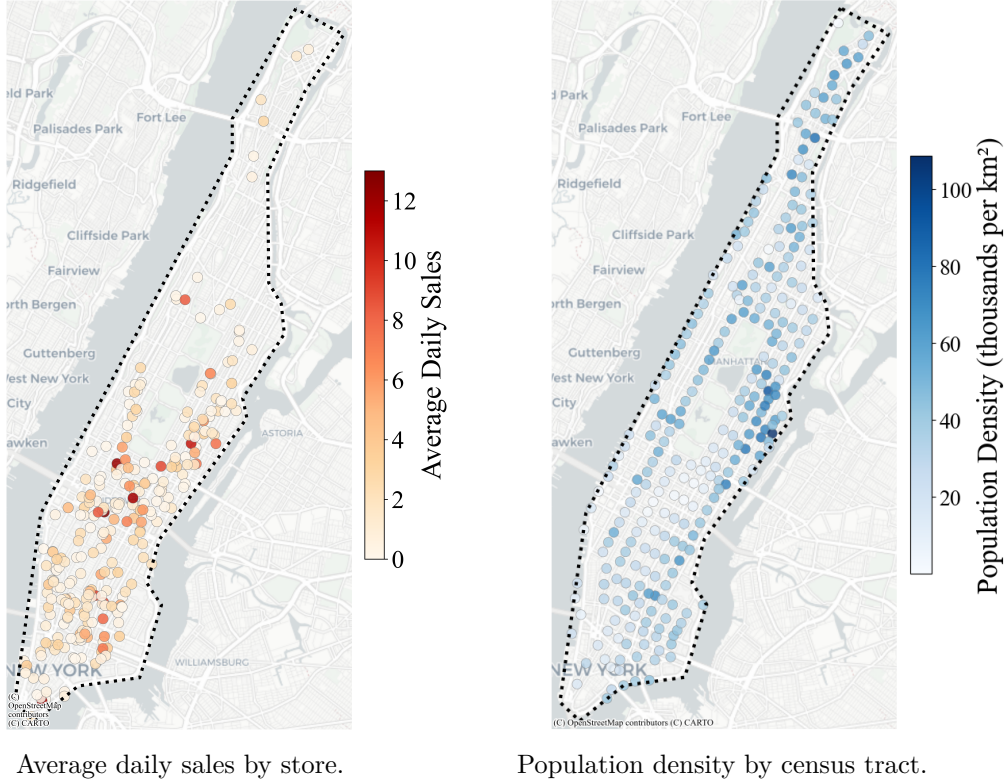 Fort Lee
eld Park
Palisades Park
Ridgefield
Cliffside Park
Fairview
orth Bergen
Guttenberg
West New York
City
awken
ASTORIA
NEW YORK
WILLIAMSBURG
(C)
OpenStreetMap
contributors
(C) CARTO
12
10
8
6
4
2
0
Average Daily Sales
Average daily sales by store.
d Park
Fort Lee
Palisades Park
Ridgefield
Cliffside Park
Fairview
orth Bergen
MANHATTAN
Guttenberg
West New York
City
awken
NEW YORK
(C) OpenStreetMap contributors (C) CARTO
100
80
60
40
20
Population Density (thousands per km²)
Population density by census tract.